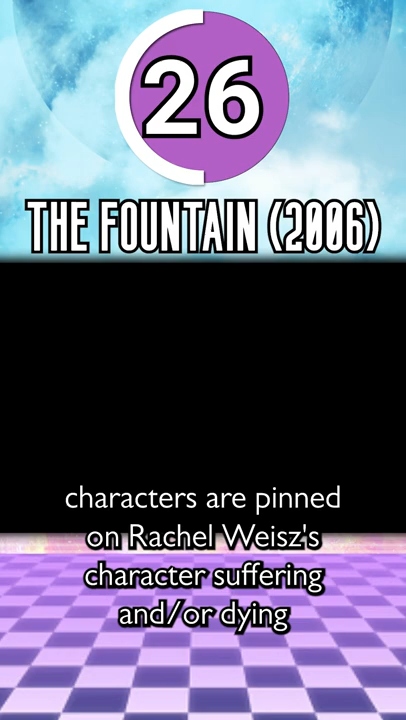 26
THE FOUNTAIN (2006)
characters are pinned
on Rachel Weisz's
character suffering
and/or dying